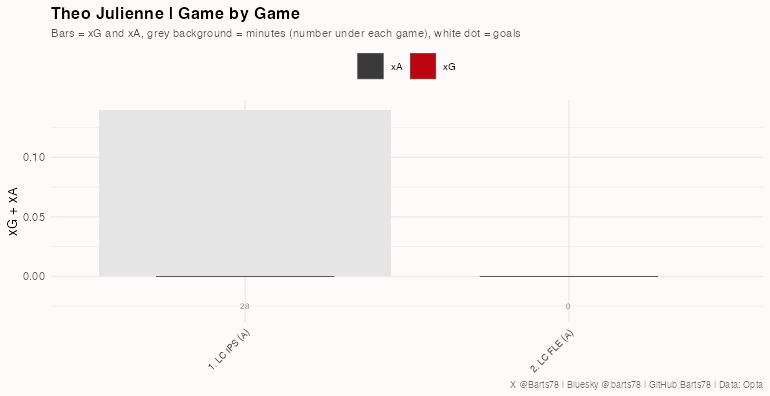 Theo Julienne | Game by Game
Bars = xG and xA, grey background = minutes (number under each game), white dot = goals
xA xG
xG + xA
0.10
0.05
0.00
28 0
1. LC IPS (A) 2. LC FLE (A)
X @Barts78 | Bluesky @barts78 | GitHub Barts78 | Data: Opta